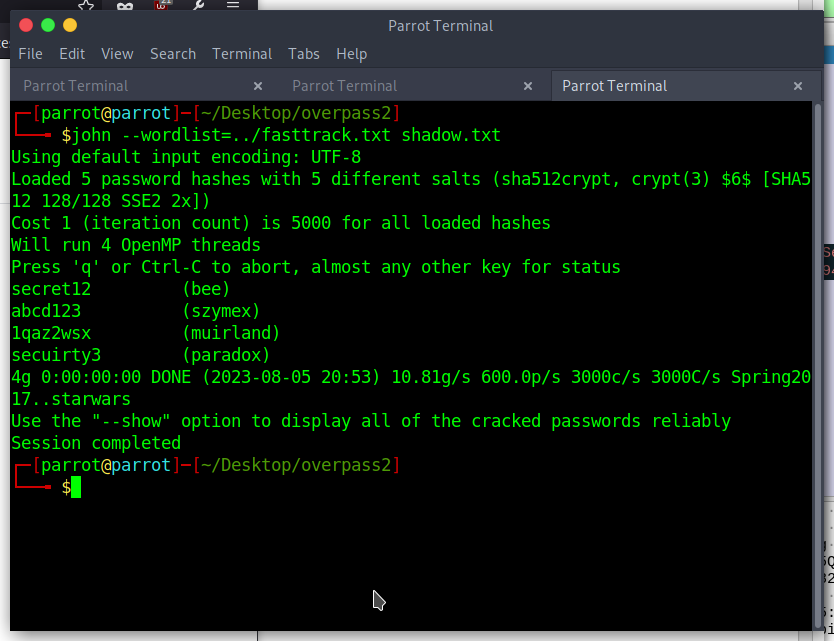 Parrot Terminal
File Edit View Search Terminal Tabs Help
Parrot Terminal × Parrot Terminal × Parrot Terminal ×
┌─[parrot@parrot]─[~/Desktop/overpass2]
└──╼ $john --wordlist=../fasttrack.txt shadow.txt
Using default input encoding: UTF-8
Loaded 5 password hashes with 5 different salts (sha512crypt, crypt(3) $6$ [SHA5
12 128/128 SSE2 2x])
Cost 1 (iteration count) is 5000 for all loaded hashes
Will run 4 OpenMP threads
Press 'q' or Ctrl-C to abort, almost any other key for status
secret12         (bee)
abcd123          (szymex)
1qaz2wsx         (muirland)
secuirty3        (paradox)
4g 0:00:00:00 DONE (2023-08-05 20:53) 10.81g/s 600.0p/s 3000c/s 3000C/s Spring20
17..starwars
Use the "--show" option to display all of the cracked passwords reliably
Session completed
┌─[parrot@parrot]─[~/Desktop/overpass2]
└──╼ $